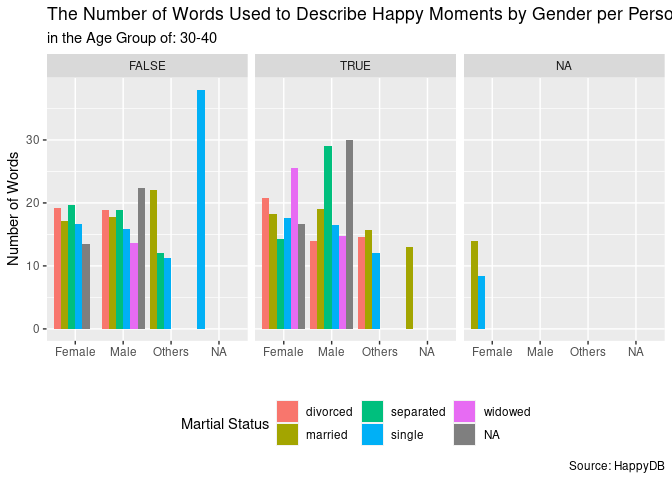 The Number of Words Used to Describe Happy Moments by Gender per Perso
in the Age Group of: 30-40
FALSE TRUE NA
Number of Words
30
20
10
0
Female Male Others NA Female Male Others NA Female Male Others NA
Martial Status
divorced separated widowed
married single NA
Source: HappyDB